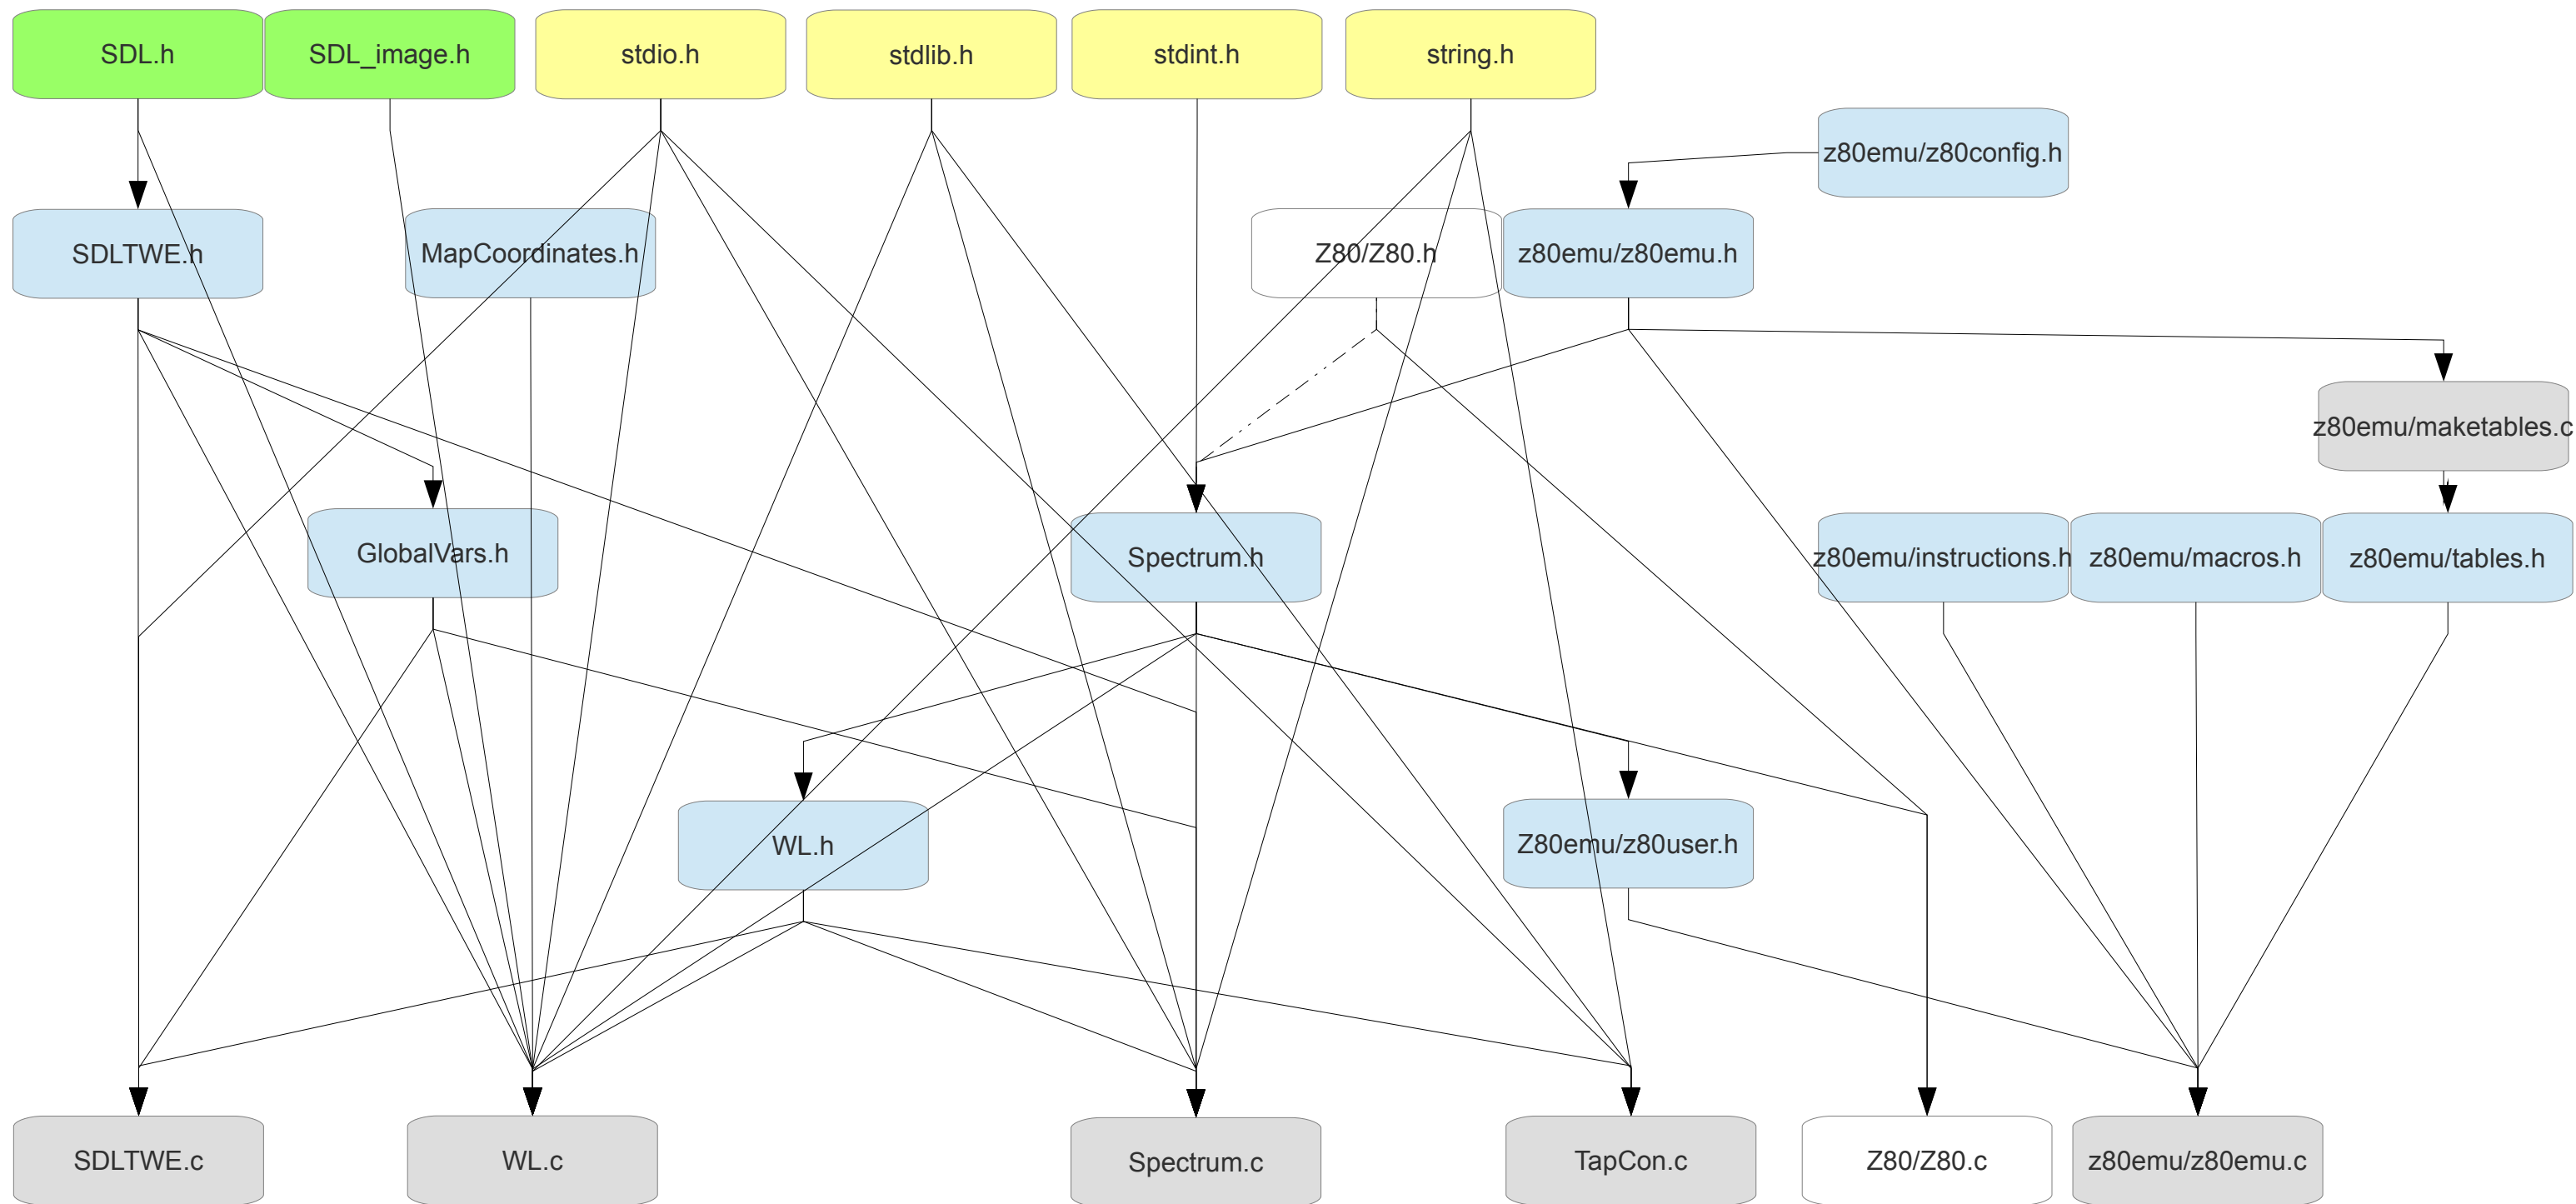 SDL.h
SDL_image.h
stdio.h
stdlib.h
stdint.h
string.h
z80emu/z80config.h
SDLTWE.h
MapCoordinates.h
Z80/Z80.h
z80emu/z80emu.h
z80emu/maketables.c
GlobalVars.h
Spectrum.h
z80emu/instructions.h
z80emu/macros.h
z80emu/tables.h
WL.h
Z80emu/z80user.h
SDLTWE.c
WL.c
Spectrum.c
TapCon.c
Z80/Z80.c
z80emu/z80emu.c